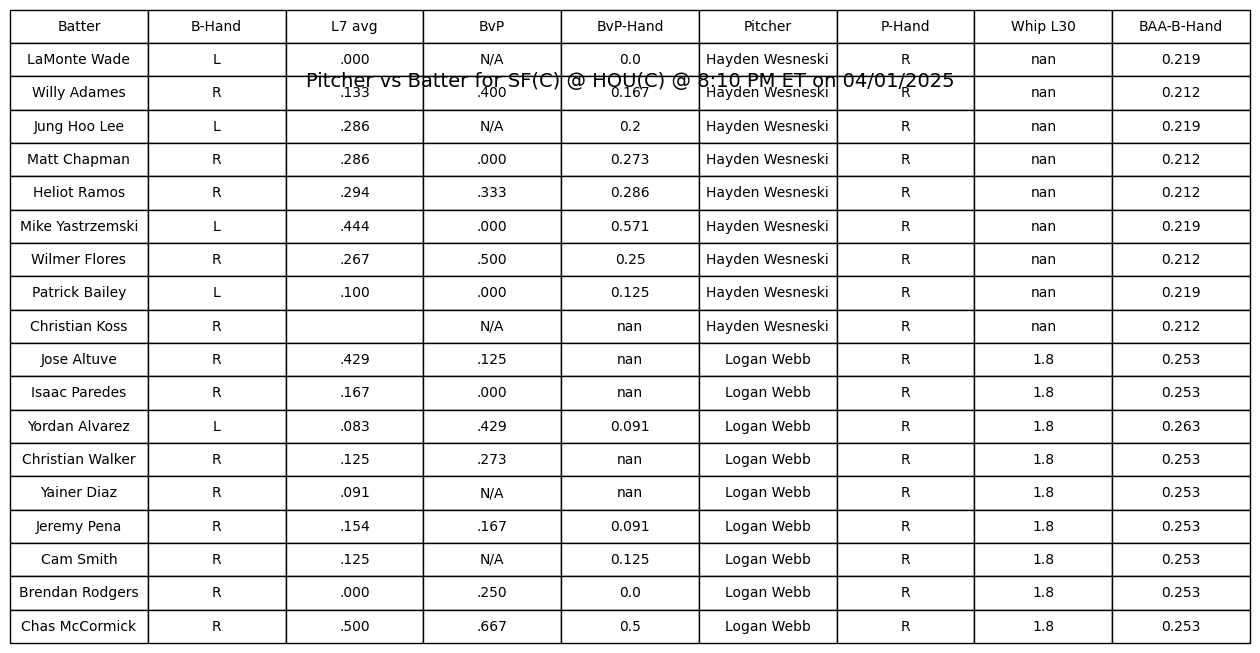 Batter B-Hand L7 avg BvP BvP-Hand Pitcher P-Hand Whip L30 BAA-B-Hand
LaMonte Wade L .000 N/A 0.0 Hayden Wesneski R nan 0.219
Pitcher vs Batter for SF(C) @ HOU(C) @ 8:10 PM ET on 04/01/2025
Willy Adames R .133 .400 0.167 Hayden Wesneski R nan 0.212
Jung Hoo Lee L .286 N/A 0.2 Hayden Wesneski R nan 0.219
Matt Chapman R .286 .000 0.273 Hayden Wesneski R nan 0.212
Heliot Ramos R .294 .333 0.286 Hayden Wesneski R nan 0.212
Mike Yastrzemski L .444 .000 0.571 Hayden Wesneski R nan 0.219
Wilmer Flores R .267 .500 0.25 Hayden Wesneski R nan 0.212
Patrick Bailey L .100 .000 0.125 Hayden Wesneski R nan 0.219
Christian Koss R N/A nan Hayden Wesneski R nan 0.212
Jose Altuve R .429 .125 nan Logan Webb R 1.8 0.253
Isaac Paredes R .167 .000 nan Logan Webb R 1.8 0.253
Yordan Alvarez L .083 .429 0.091 Logan Webb R 1.8 0.263
Christian Walker R .125 .273 nan Logan Webb R 1.8 0.253
Yainer Diaz R .091 N/A nan Logan Webb R 1.8 0.253
Jeremy Pena R .154 .167 0.091 Logan Webb R 1.8 0.253
Cam Smith R .125 N/A 0.125 Logan Webb R 1.8 0.253
Brendan Rodgers R .000 .250 0.0 Logan Webb R 1.8 0.253
Chas McCormick R .500 .667 0.5 Logan Webb R 1.8 0.253